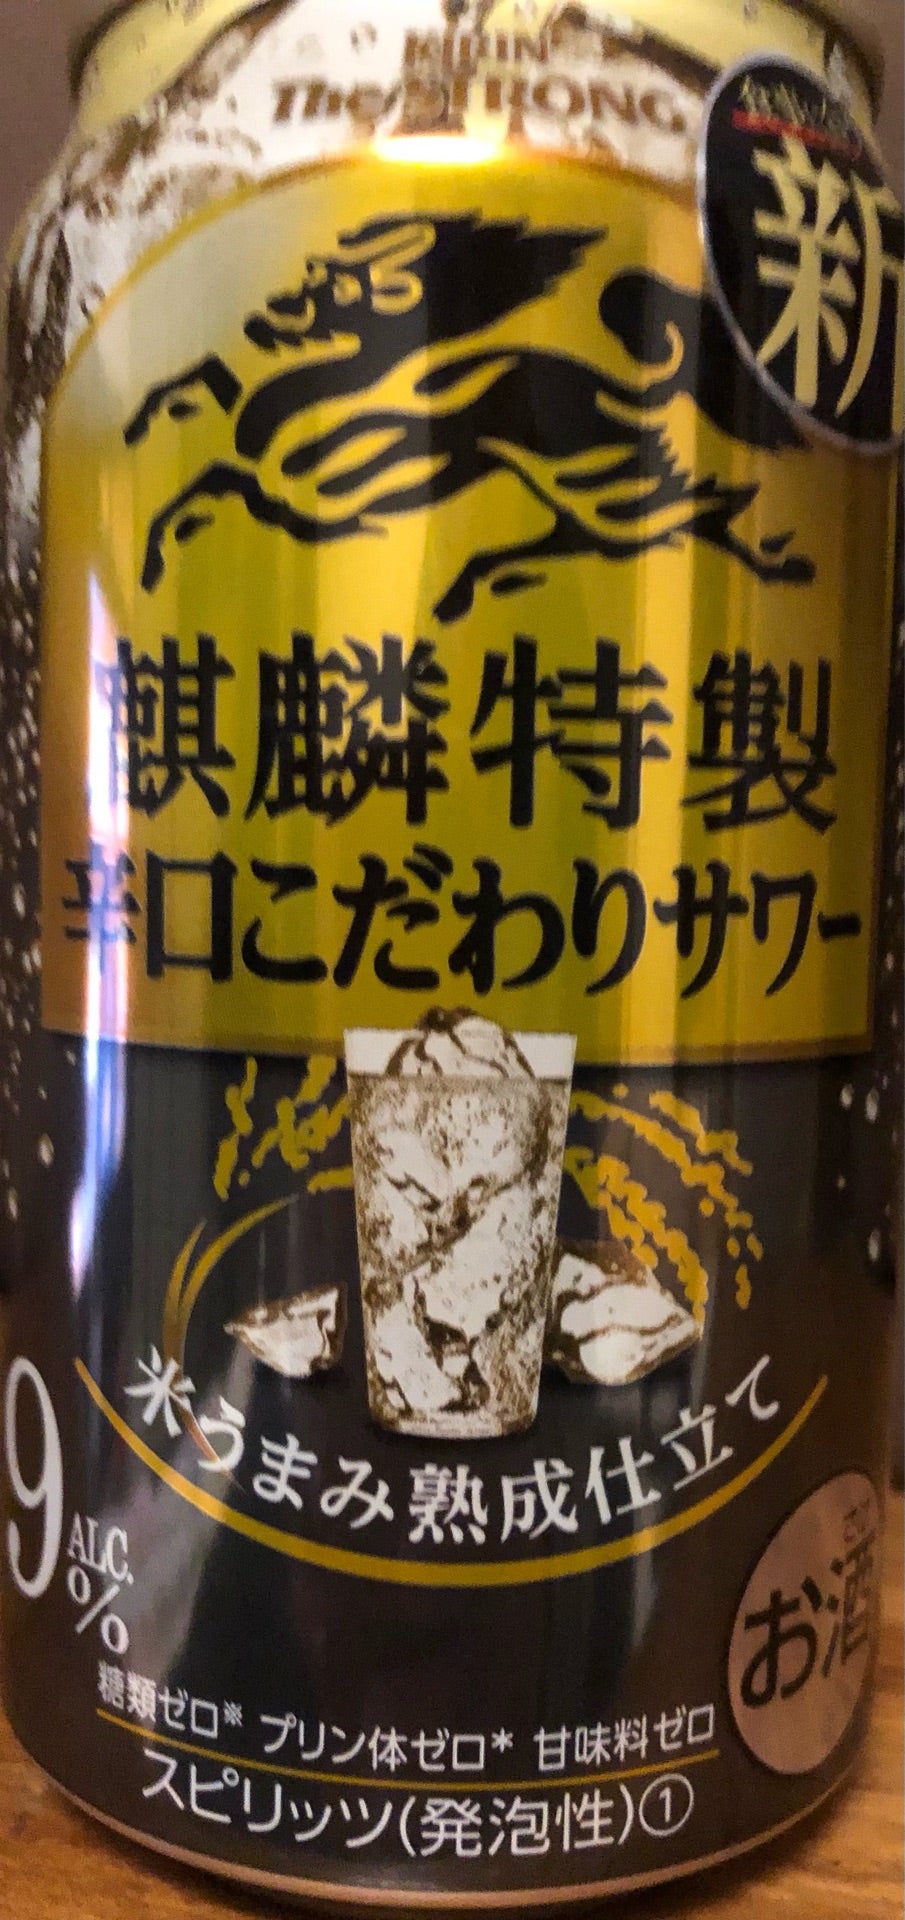 KIRIN
The STRONG
新
麒麟特製
辛口こだわりサワー
米うまみ熟成仕立て
9 ALC.%
お酒
糖類ゼロ※ プリン体ゼロ* 甘味料ゼロ
スピリッツ(発泡性)①